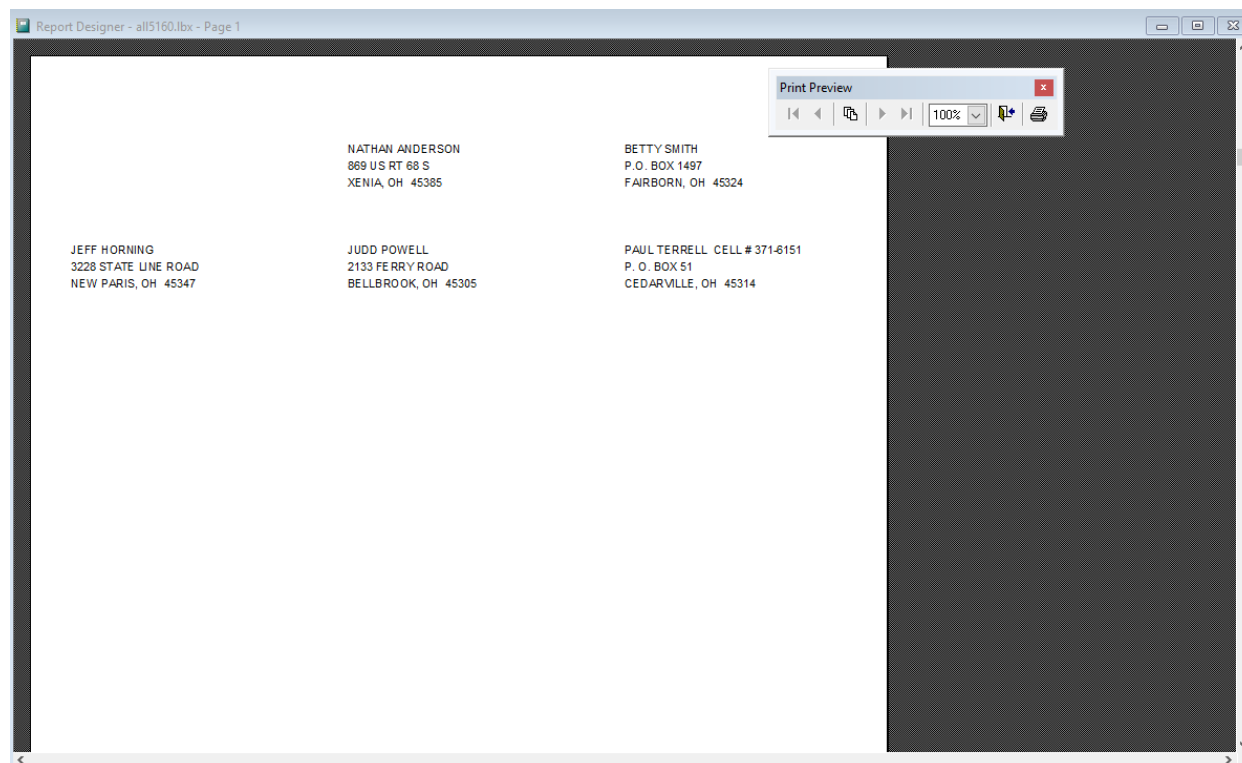 Report Designer - all5160.lbx - Page 1
Print Preview
100%
NATHAN ANDERSON
869 US RT 68 S
XENIA, OH 45385
BETTY SMITH
P.O. BOX 1497
FAIRBORN, OH 45324
JEFF HORNING
3228 STATE LINE ROAD
NEW PARIS, OH 45347
JUDD POWELL
2133 FERRY ROAD
BELLBROOK, OH 45305
PAUL TERRELL CELL # 371-6151
P. O. BOX 51
CEDARVILLE, OH 45314